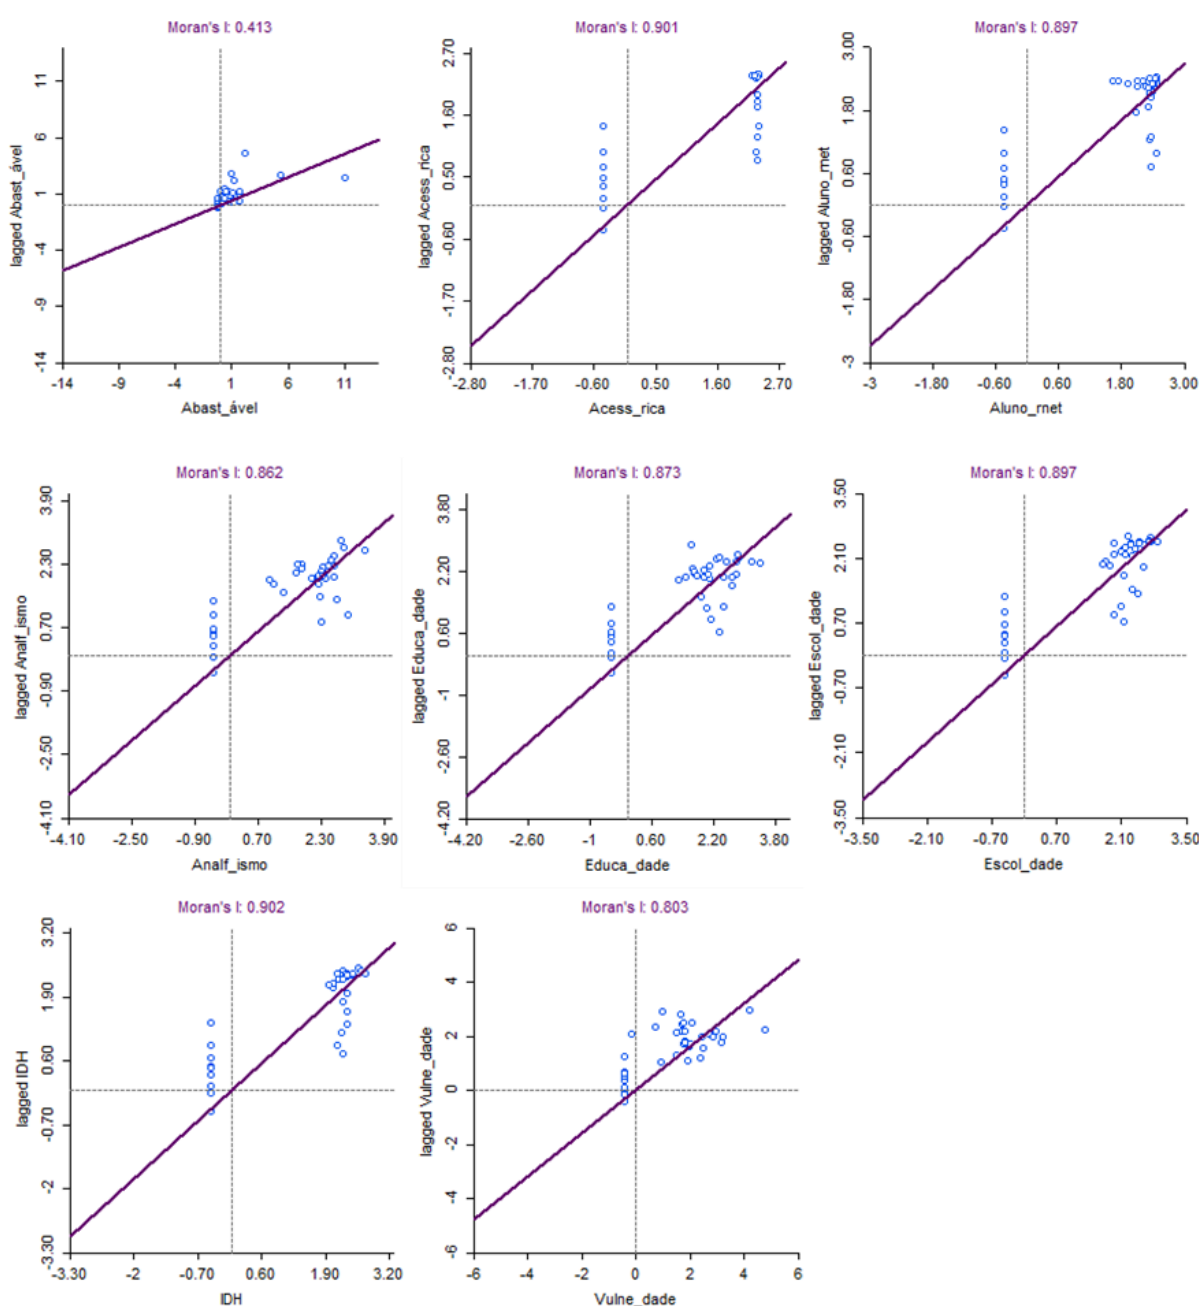 Moran's I: 0.413
lagged Abast_ável
11
6
1
-4
-9
-14
-14 -9 -4 1 6 11
Abast_ável
Moran's I: 0.901
lagged Acess_rica
2.70
1.60
0.50
-0.60
-1.70
-2.80
-2.80 -1.70 -0.60 0.50 1.60 2.70
Acess_rica
Moran's I: 0.897
lagged Aluno_rnet
3.00
1.80
0.60
-0.60
-1.80
-3
-3 -1.80 -0.60 0.60 1.80 3.00
Aluno_rnet
Moran's I: 0.862
lagged Analf_ismo
3.90
2.30
0.70
-0.90
-2.50
-4.10
-4.10 -2.50 -0.90 0.70 2.30 3.90
Analf_ismo
Moran's I: 0.873
lagged Educa_dade
3.80
2.20
0.60
-1
-2.60
-4.20
-4.20 -2.60 -1 0.60 2.20 3.80
Educa_dade
Moran's I: 0.897
lagged Escol_dade
3.50
2.10
0.70
-0.70
-2.10
-3.50
-3.50 -2.10 -0.70 0.70 2.10 3.50
Escol_dade
Moran's I: 0.902
lagged IDH
3.20
1.90
0.60
-0.70
-2
-3.30
-3.30 -2 -0.70 0.60 1.90 3.20
IDH
Moran's I: 0.803
lagged Vulne_dade
6
4
2
0
-2
-4
-6
-6 -4 -2 0 2 4 6
Vulne_dade